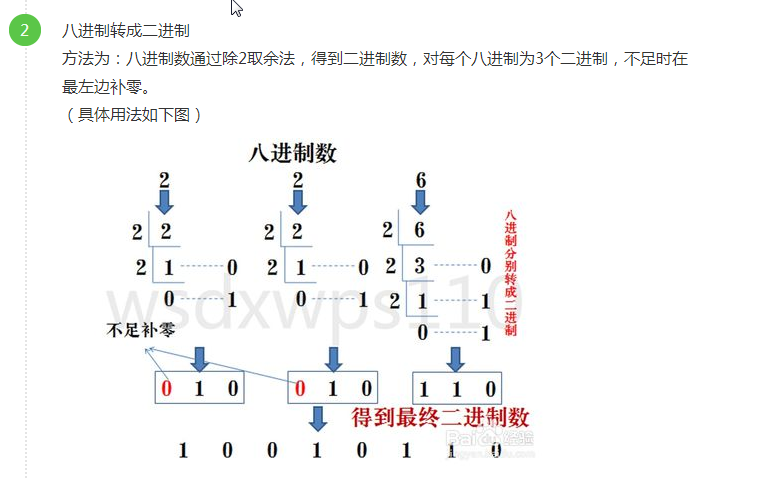 2
八进制转成二进制
方法为：八进制数通过除2取余法，得到二进制数，对每个八进制为3个二进制，不足时在
最左边补零。
（具体用法如下图）
八进制数
2 2 6
2 2 2 2 2 6
2 1 0 2 1 0 2 3 0
0 1 0 1 2 1 1
0 1
八进制分别转成二进制
wsdxwps110
不足补零
0 1 0 0 1 0 1 1 0
得到最终二进制数
1 0 0 1 0 1 1 0
Baidu经验
jingyan.baidu.com